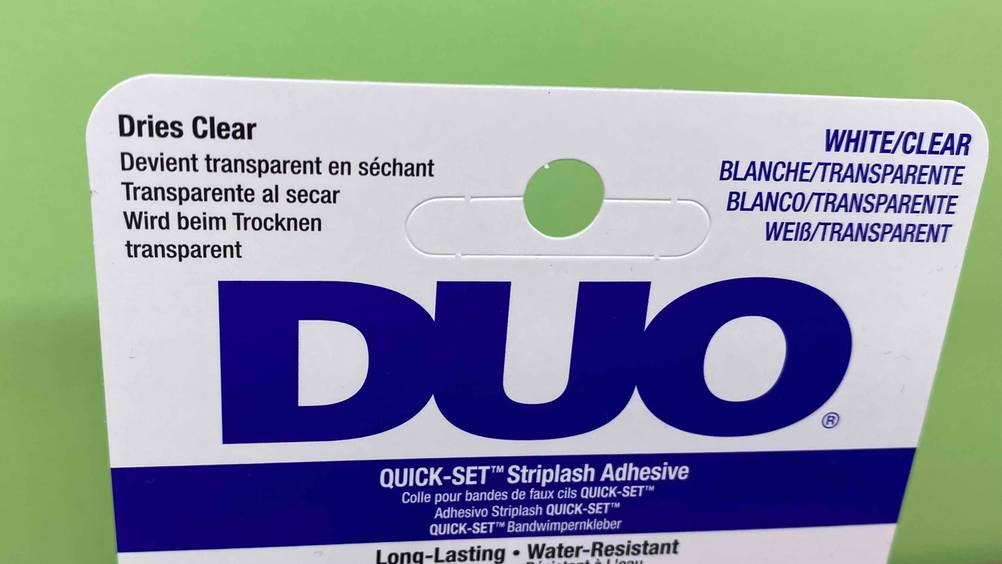 Dries Clear
Devient transparent en séchant
Transparente al secar
Wird beim Trocknen
transparent
WHITE/CLEAR
BLANCHE/TRANSPARENTE
BLANCO/TRANSPARENTE
WEIß/TRANSPARENT
DUO®
QUICK-SET™ Striplash Adhesive
Colle pour bandes de faux cils QUICK-SET™
Adhesivo Striplash QUICK-SET™
QUICK-SET™ Bandwimpernkleber
Long-Lasting • Water-Resistant
Résistant à l'eau